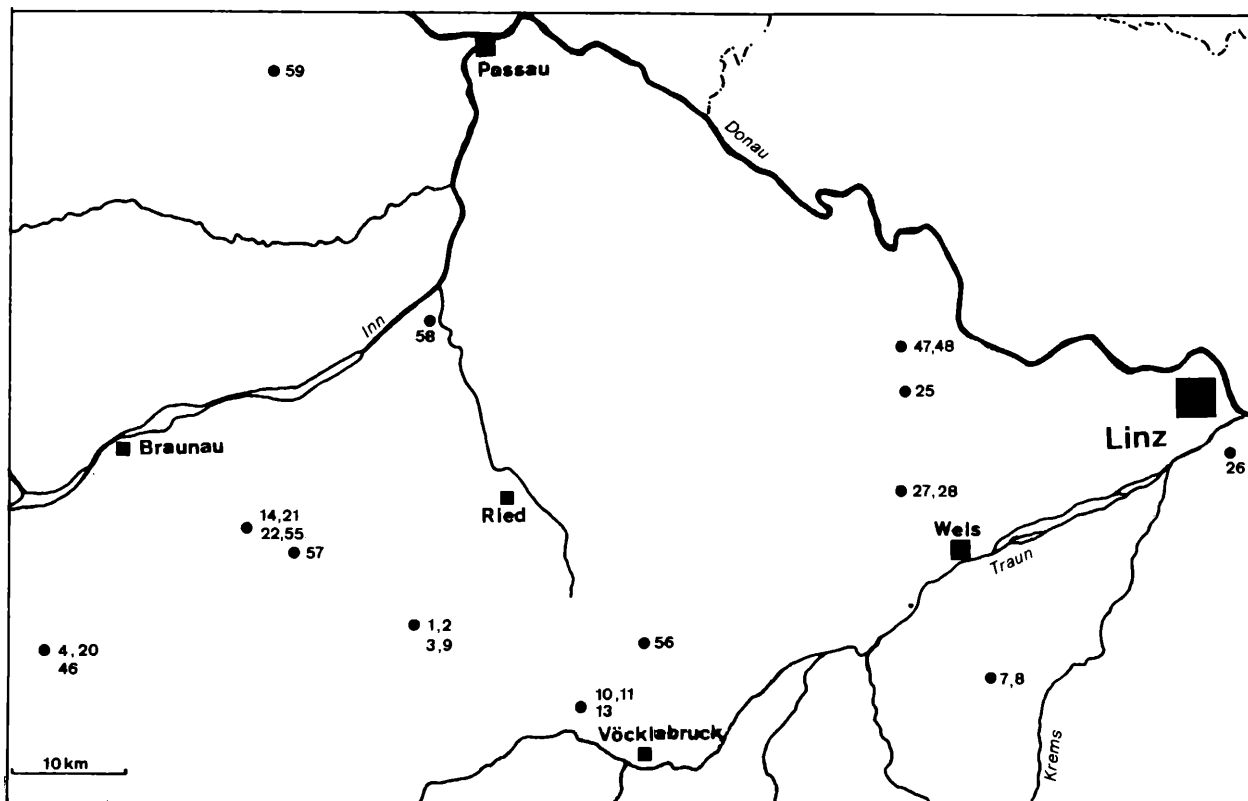 59
Passau
Donau
Inn
58
47,48
25
Linz
26
Braunau
27,28
Ried
14,21
22,55
57
Wels
Traun
1,2
3,9
56
4,20
46
7,8
10,11
13
Vöcklabruck
Krems
10 km